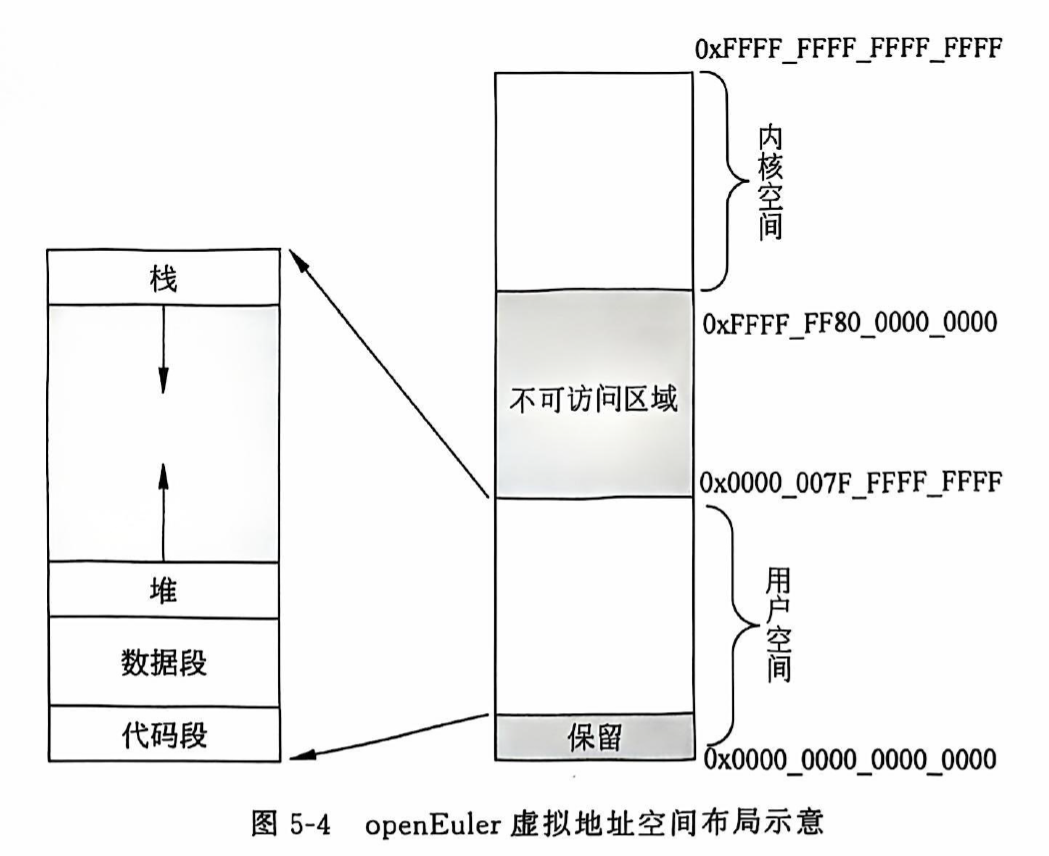 0xFFFF_FFFF_FFFF_FFFF
内核空间
栈
0xFFFF_FF80_0000_0000
不可访问区域
0x0000_007F_FFFF_FFFF
堆
用户空间
数据段
代码段
保留
0x0000_0000_0000_0000
图 5-4 openEuler 虚拟地址空间布局示意